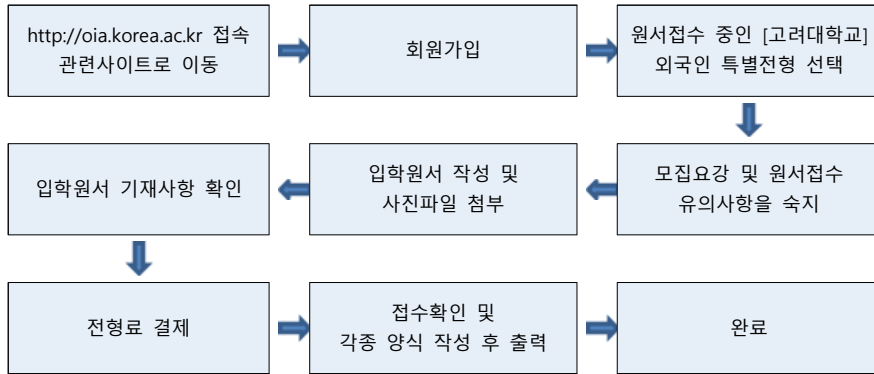 http://oia.korea.ac.kr 접속
관련사이트로 이동
회원가입
원서접수 중인 [고려대학교]
외국인 특별전형 선택
모집요강 및 원서접수
유의사항을 숙지
입학원서 작성 및
사진파일 첨부
입학원서 기재사항 확인
전형료 결제
접수확인 및
각종 양식 작성 후 출력
완료